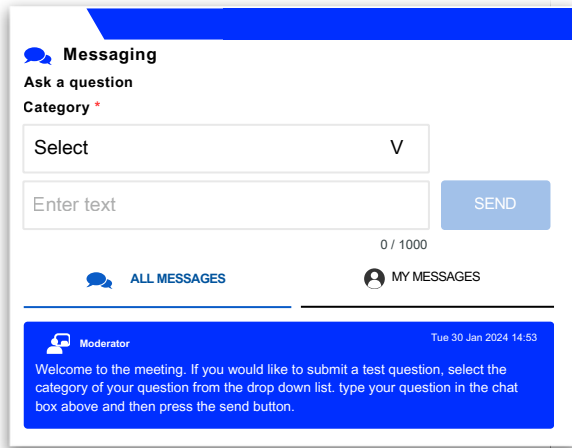 Messaging
Ask a question
Category *
Select V
Enter text SEND
0 / 1000
ALL MESSAGES MY MESSAGES
Moderator Tue 30 Jan 2024 14:53
Welcome to the meeting. If you would like to submit a test question, select the
category of your question from the drop down list. type your question in the chat
box above and then press the send button.